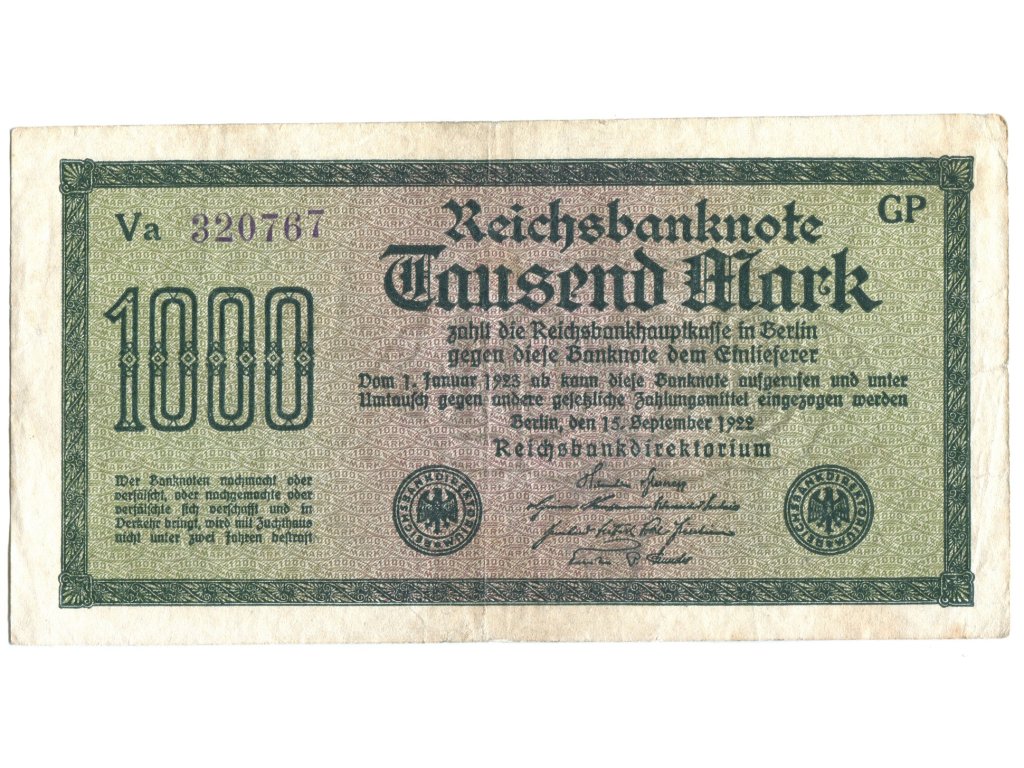 Va 320767
GP
Reichsbanknote
Tausend Mark
1000
zahlt die Reichsbankhauptkasse in Berlin
gegen diese Banknote dem Einlieferer
Vom 1. Januar 1923 ab kann diese Banknote aufgerufen und unter
Umtausch gegen andere gesetzliche Zahlungsmittel eingezogen werden
Berlin, den 15. September 1922
Reichsbankdirektorium
Wer Banknoten nachmacht oder
verfälscht, oder nachgemachte oder
verfälschte sich verschafft und in
Verkehr bringt, wird mit Zuchthaus
nicht unter zwei Jahren bestraft
REICHSBANKDIREKTORIUM
REICHSBANKDIREKTORIUM